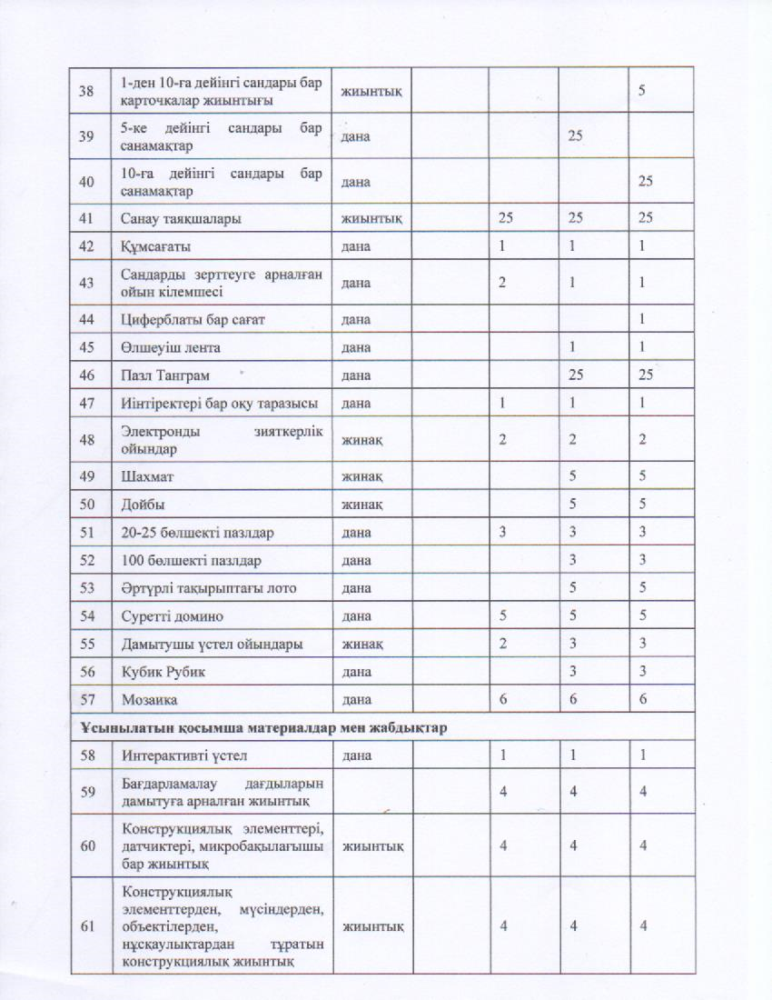 38 1-ден 10-ға дейінгі сандары бар жиынтық 5
карточкалар жиынтығы
39 5-ке дейінгі сандары бар дана 25
санамақтар
40 10-ға дейінгі сандары бар дана 25
санамақтар
41 Санау таяқшалары жиынтық 25 25 25
42 Құмсағаты дана 1 1 1
43 Сандарды зерттеуге арналған дана 2 1 1
ойын кілемшесі
44 Циферблаты бар сағат дана 1
45 Өлшеуіш лента дана 1 1
46 Пазл Танграм дана 25 25
47 Иінтіректері бар оқу таразысы дана 1 1 1
48 Электронды зияткерлік жинақ 2 2 2
ойындар
49 Шахмат жинақ 5 5
50 Дойбы жинақ 5 5
51 20-25 бөлшекті пазлдар дана 3 3 3
52 100 бөлшекті пазлдар дана 3 3
53 Әртүрлі тақырыптағы лото дана 5 5
54 Суретті домино дана 5 5 5
55 Дамытушы үстел ойындары жинақ 2 3 3
56 Кубик Рубик дана 3 3
57 Мозаика дана 6 6 6
Ұсынылатын қосымша материалдар мен жабдықтар
58 Интерактивті үстел дана 1 1 1
59 Бағдарламалау дағдыларын 4 4 4
дамытуға арналған жиынтық
60 Конструкциялық элементтері, жиынтық 4 4 4
датчиктері, микробақылағышы
бар жиынтық
61 Конструкциялық жиынтық 4 4 4
элементтерден, мүсіндерден,
объектілерден,
нұсқаулықтардан тұратын
конструкциялық жиынтық